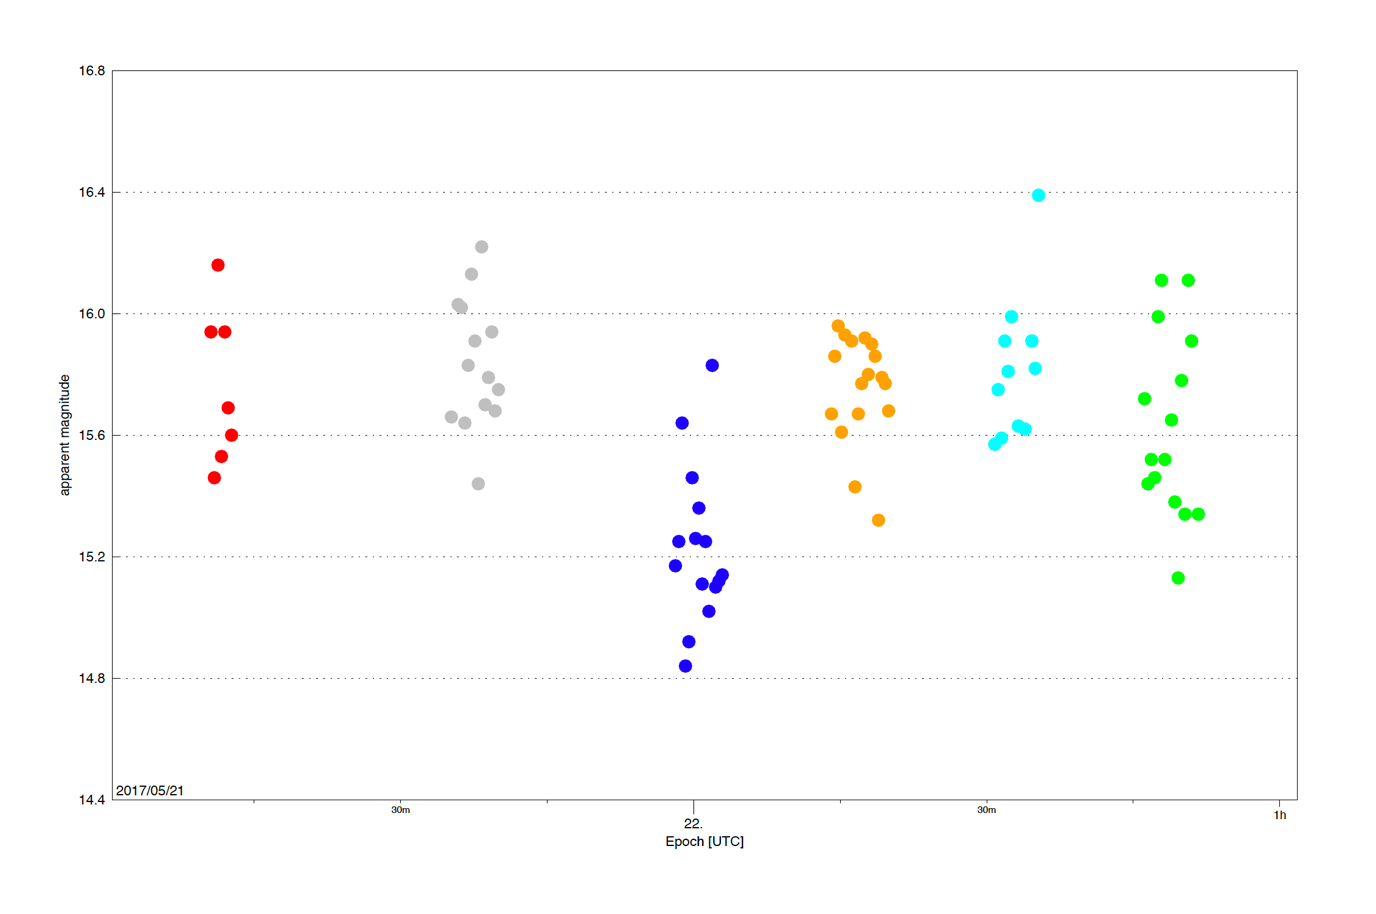 16.8
16.4
16.0
15.6
15.2
14.8
14.4
apparent magnitude
2017/05/21
30m
22.
30m
1h
Epoch [UTC]